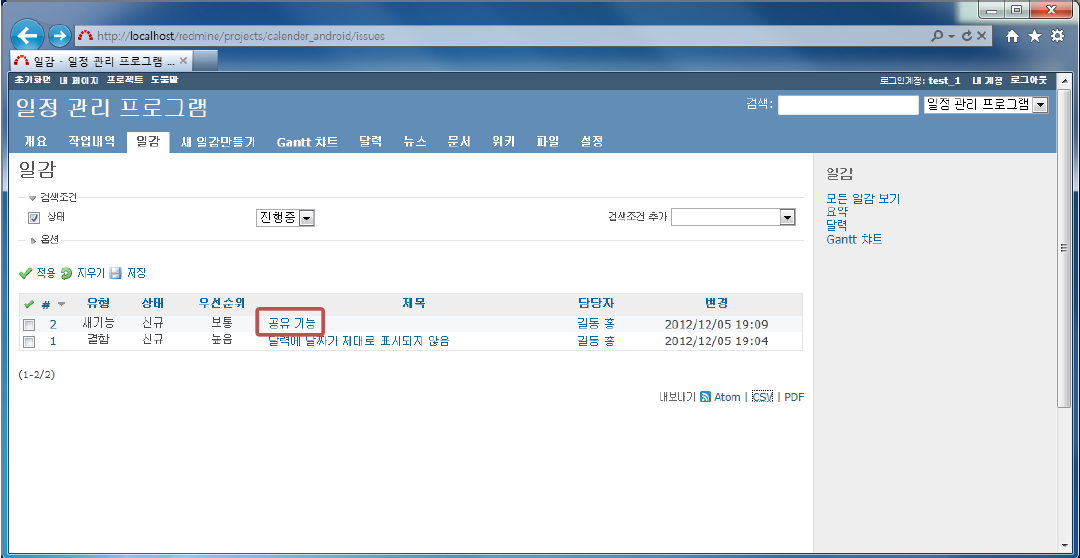 http://localhost/redmine/projects/calender_android/issues
일감 - 일정 관리 프로그램 ...
초기화면 내 페이지 프로젝트 도움말 로그인계정: test_1 내 계정 로그아웃
일정 관리 프로그램 검색: 일정 관리 프로그램
개요 작업내역 일감 새 일감만들기 Gantt 차트 달력 뉴스 문서 위키 파일 설정
일감
검색조건
상태 진행중 검색조건 추가
옵션
적용 지우기 저장
# 유형 상태 우선순위 제목 담당자 변경
2 새기능 신규 보통 공유 기능 길동 홍 2012/12/05 19:09
1 결함 신규 높음 달력에 날짜가 제대로 표시되지 않음 길동 홍 2012/12/05 19:04
(1-2/2)
내보내기 Atom | CSV | PDF
일감
모든 일감 보기
요약
달력
Gantt 차트